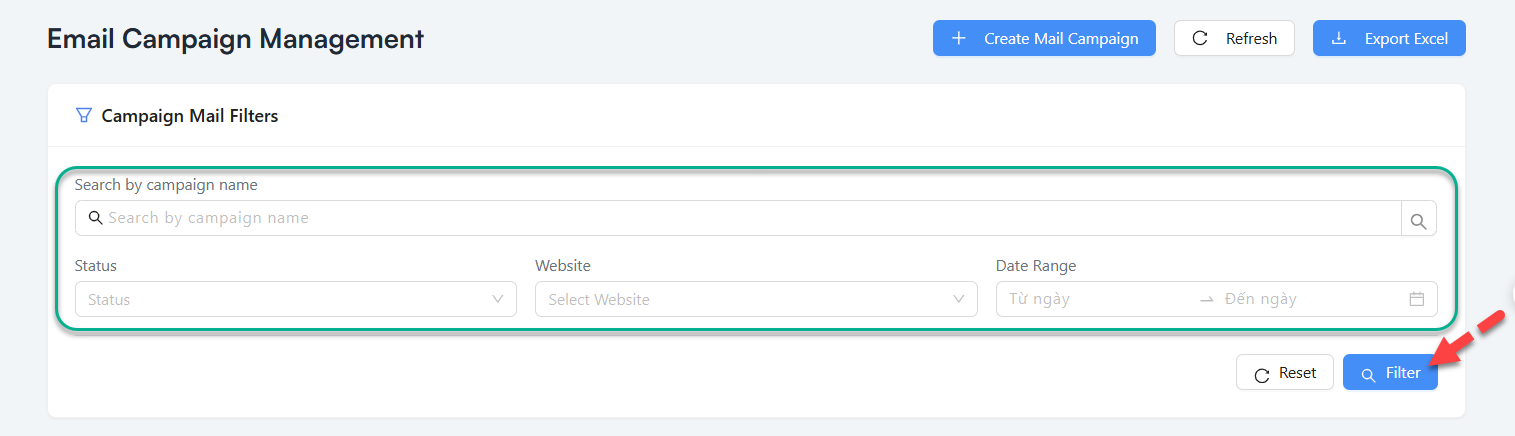 Email Campaign Management
Create Mail Campaign
Refresh
Export Excel
Campaign Mail Filters
Search by campaign name
Search by campaign name
Status
Website
Date Range
Status
Select Website
Từ ngày
Đến ngày
Reset
Filter